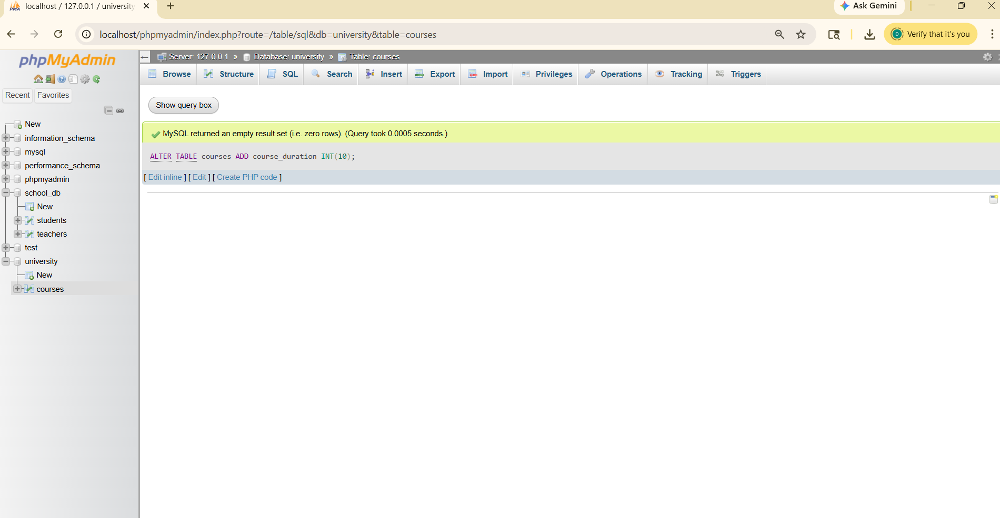 localhost / 127.0.0.1 / university
Ask Gemini
localhost/phpmyadmin/index.php?route=/table/sql&db=university&table=courses
D
Verify that it's you
phpMyAdmin
Recent
Favorites
New
information_schema
mysql
performance_schema
phpmyadmin
school_db
New
students
teachers
test
university
New
courses
Server: 127.0.0.1 » Database: university » Table: courses
Browse
Structure
SQL
Search
Insert
Export
Import
Privileges
Operations
Tracking
Triggers
Show query box
MySQL returned an empty result set (i.e. zero rows). (Query took 0.0005 seconds.)
ALTER TABLE courses ADD course_duration INT(10);
[ Edit inline ] [ Edit ] [ Create PHP code ]